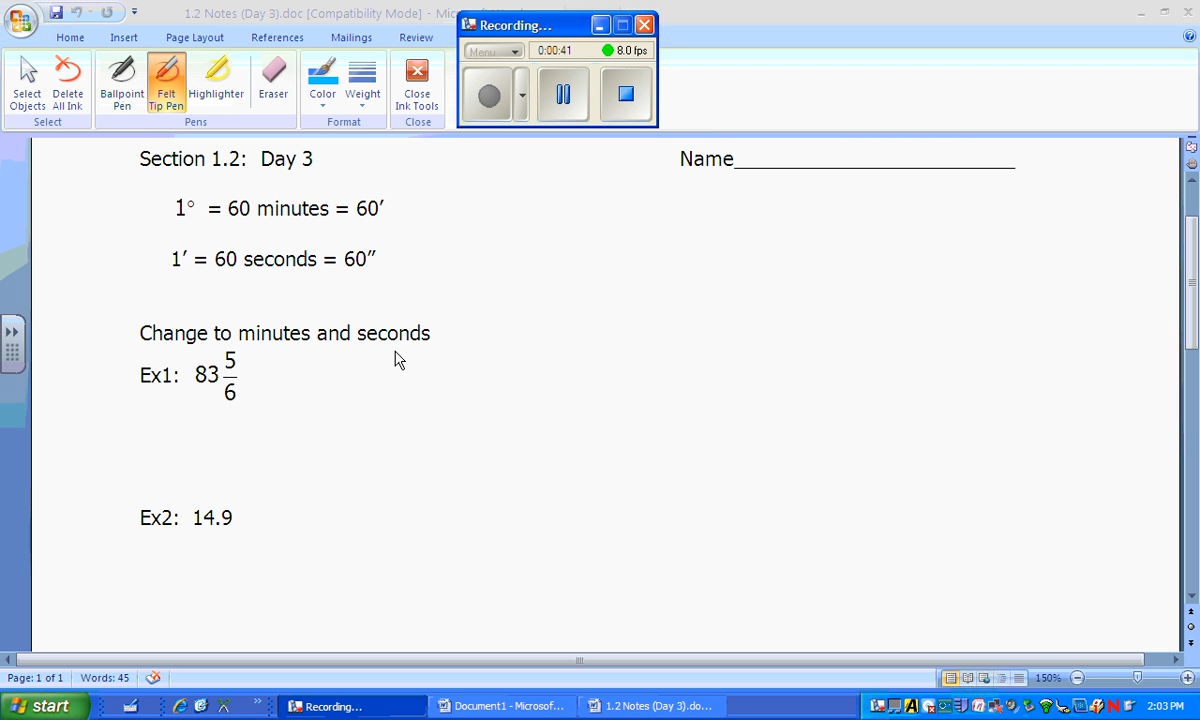 1.2 Notes (Day 3).doc [Compatibility Mode] -
Recording...
Home Insert Page Layout References Mailings Review
Menu 0:00:41 8.0 fps
Select Objects Delete All Ink Ballpoint Pen Felt Tip Pen Highlighter Eraser Color Weight Close Ink Tools
Select Pens Format Close
Section 1.2: Day 3 Name____________________________
1° = 60 minutes = 60′
1′ = 60 seconds = 60″
Change to minutes and seconds
Ex1: 83 5/6
Ex2: 14.9
Page: 1 of 1 Words: 45 150%
start Recording... Document1 - Microsof... 1.2 Notes (Day 3).do... 2:03 PM